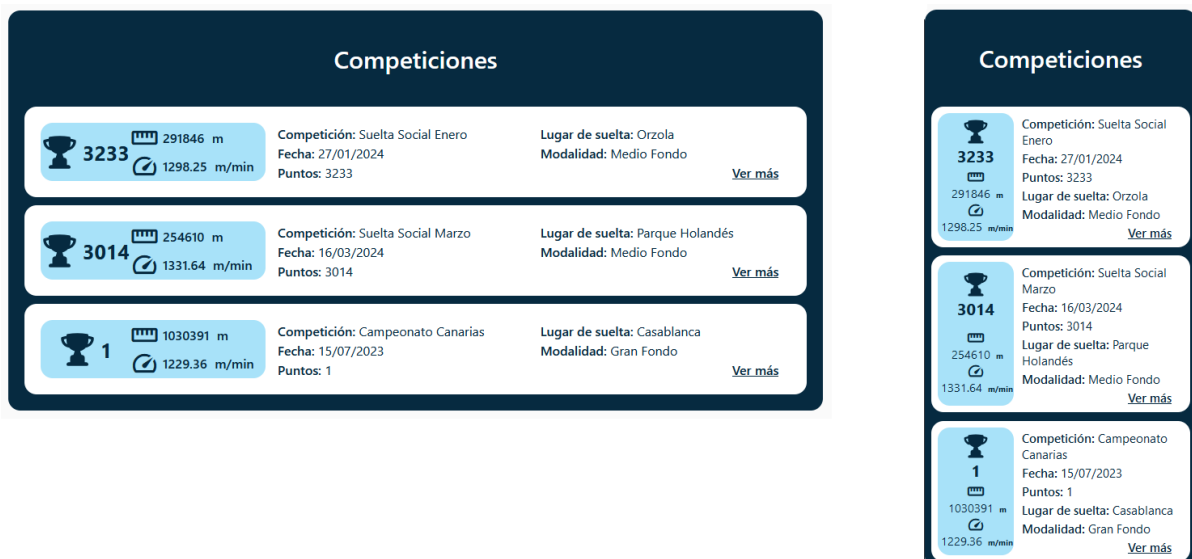 Competiciones
3233
291846 m
1298.25 m/min
Competición: Suelta Social Enero
Fecha: 27/01/2024
Puntos: 3233
Lugar de suelta: Orzola
Modalidad: Medio Fondo
Ver más
3014
254610 m
1331.64 m/min
Competición: Suelta Social Marzo
Fecha: 16/03/2024
Puntos: 3014
Lugar de suelta: Parque Holandés
Modalidad: Medio Fondo
Ver más
1
1030391 m
1229.36 m/min
Competición: Campeonato Canarias
Fecha: 15/07/2023
Puntos: 1
Lugar de suelta: Casablanca
Modalidad: Gran Fondo
Ver más
Competiciones
3233
291846 m
1298.25 m/min
Competición: Suelta Social
Enero
Fecha: 27/01/2024
Puntos: 3233
Lugar de suelta: Orzola
Modalidad: Medio Fondo
Ver más
3014
254610 m
1331.64 m/min
Competición: Suelta Social
Marzo
Fecha: 16/03/2024
Puntos: 3014
Lugar de suelta: Parque
Holandés
Modalidad: Medio Fondo
Ver más
1
1030391 m
1229.36 m/min
Competición: Campeonato
Canarias
Fecha: 15/07/2023
Puntos: 1
Lugar de suelta: Casablanca
Modalidad: Gran Fondo
Ver más